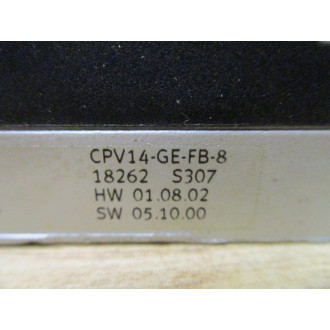 CPV14-GE-FB-8
18262 S307
HW 01.08.02
SW 05.10.00